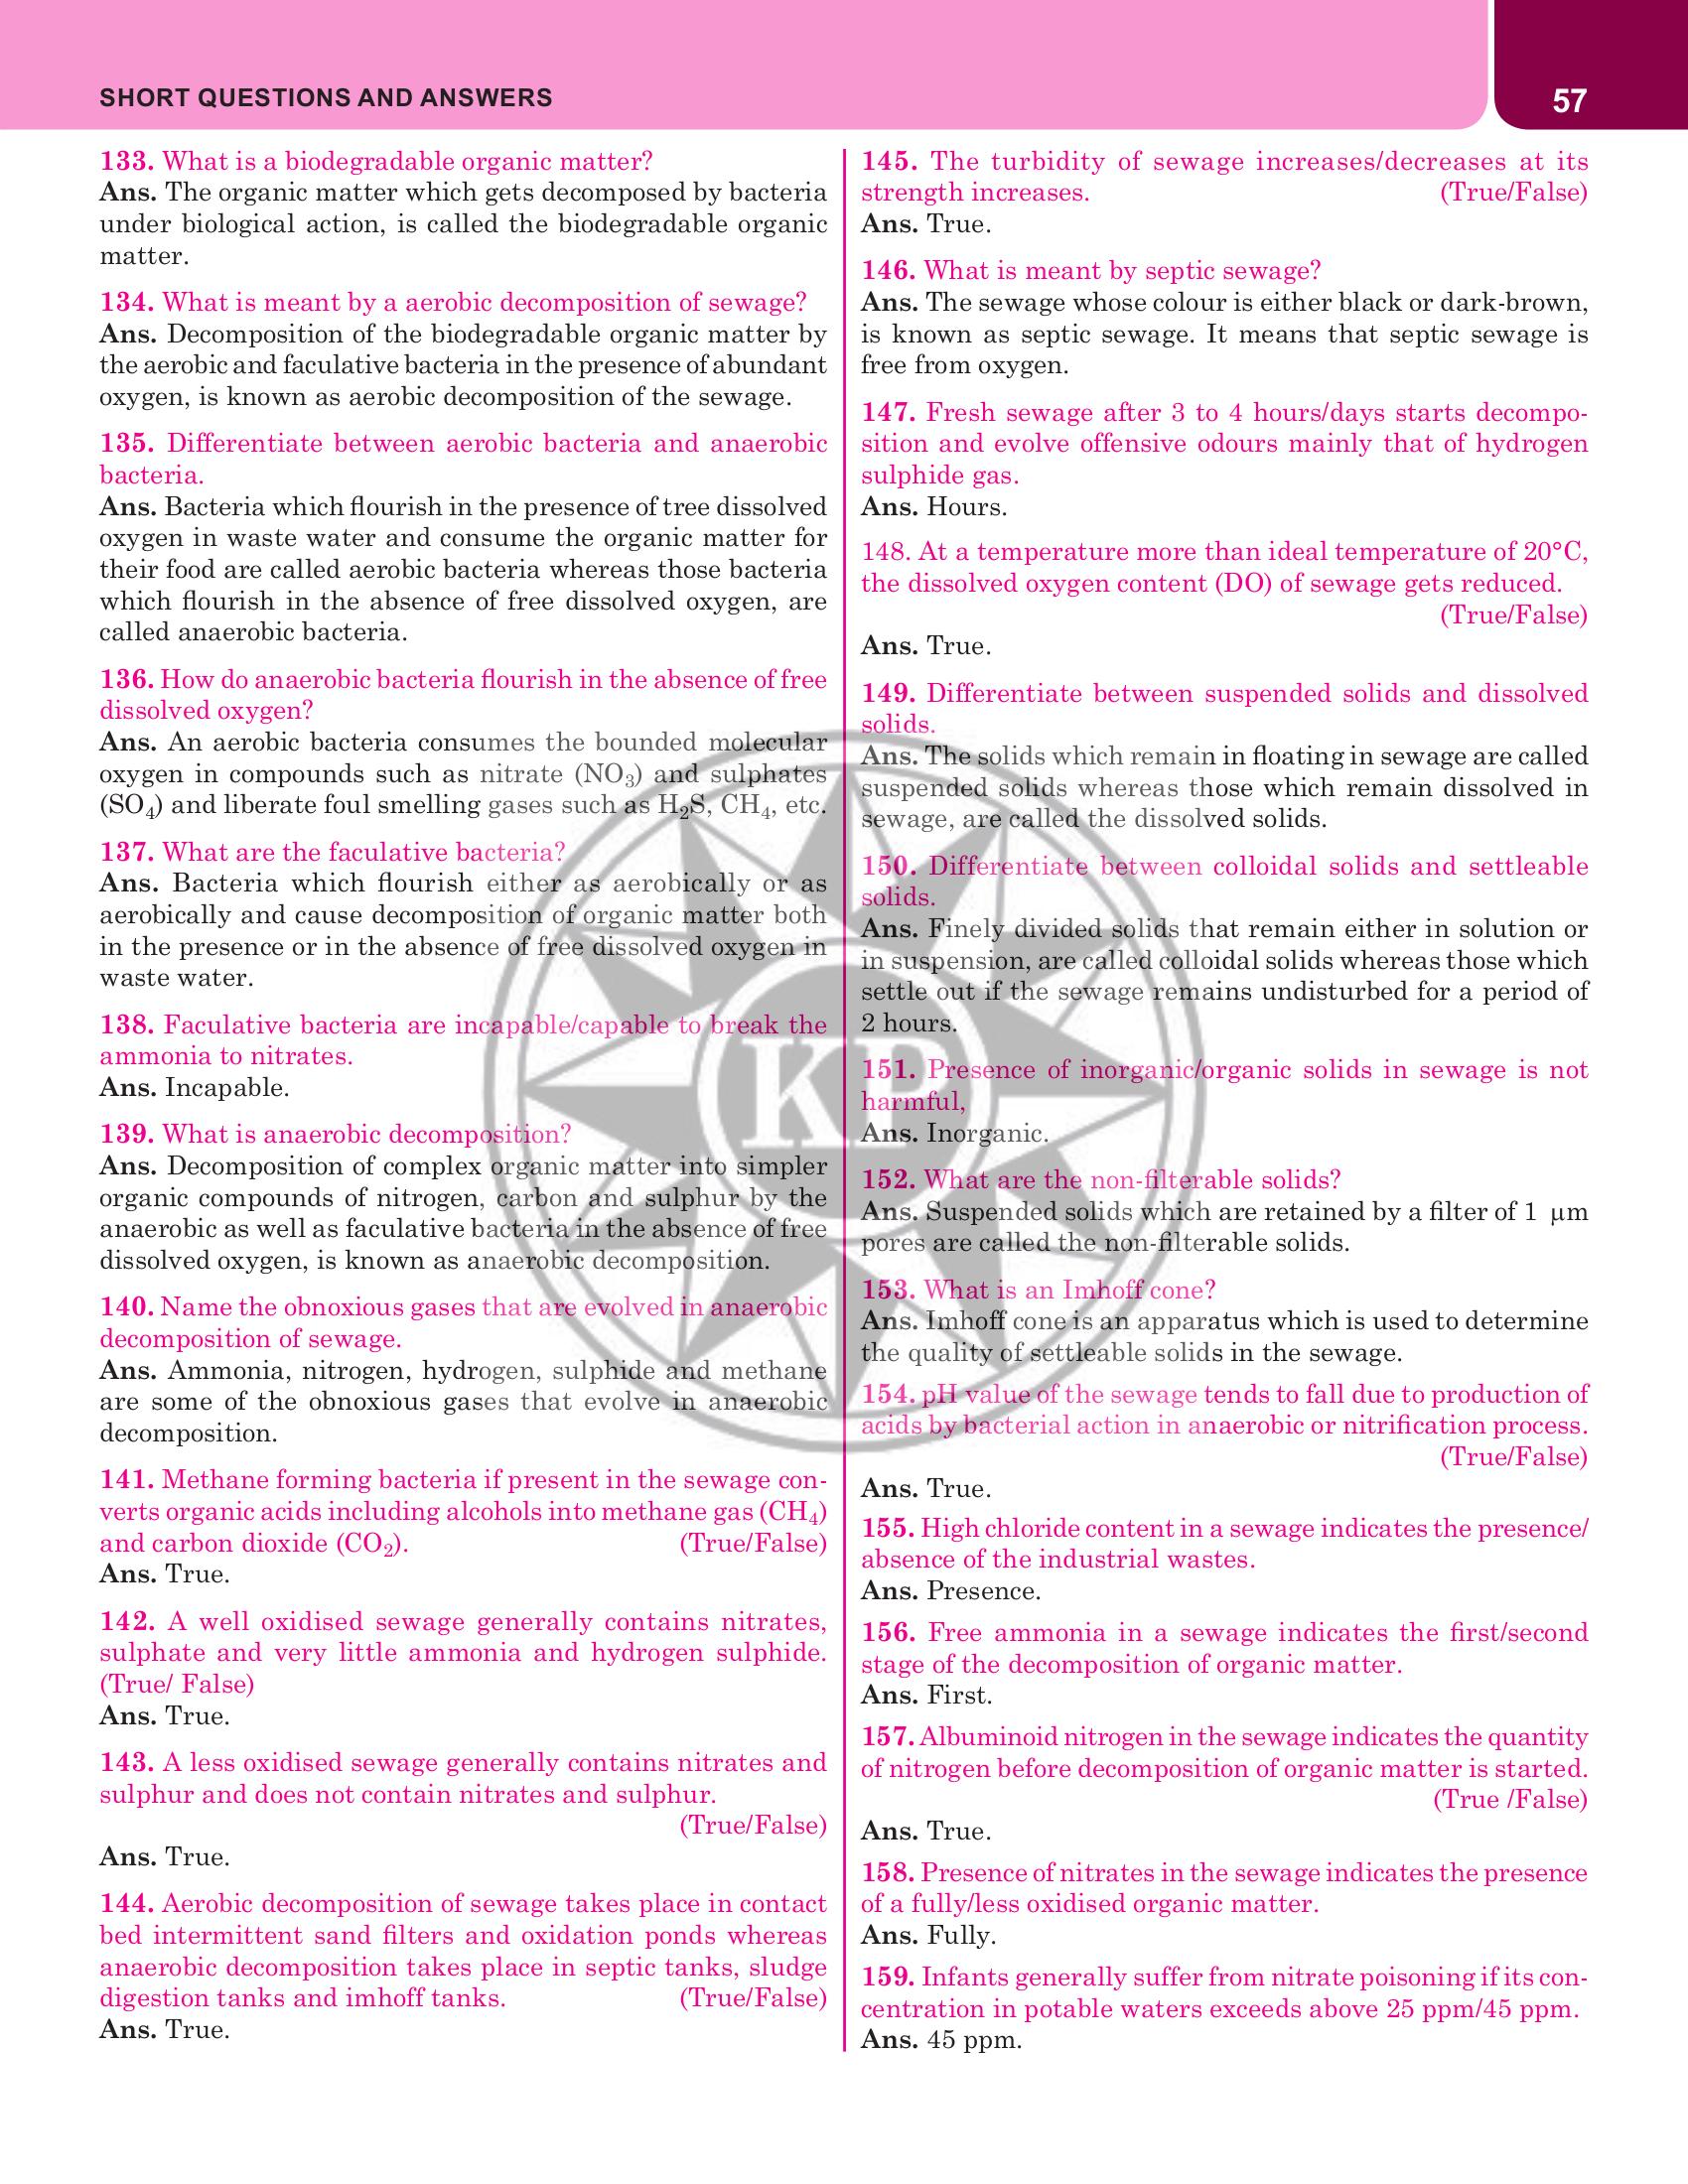 SHORT QUESTIONS AND ANSWERS
57
133. What is a biodegradable organic matter?
Ans. The organic matter which gets decomposed by bacteria
under biological action, is called the biodegradable organic
matter.
134. What is meant by a aerobic decomposition of sewage?
Ans. Decomposition of the biodegradable organic matter by
the aerobic and faculative bacteria in the presence of abundant
oxygen, is known as aerobic decomposition of the sewage.
135. Differentiate between aerobic bacteria and anaerobic
bacteria.
Ans. Bacteria which flourish in the presence of tree dissolved
oxygen in waste water and consume the organic matter for
their food are called aerobic bacteria whereas those bacteria
which flourish in the absence of free dissolved oxygen, are
called anaerobic bacteria.
136. How do anaerobic bacteria flourish in the absence of free
dissolved oxygen?
Ans. An aerobic bacteria consumes the bounded molecular
oxygen in compounds such as nitrate (NO₃) and sulphates
(SO₄) and liberate foul smelling gases such as H₂S, CH₄, etc.
137. What are the faculative bacteria?
Ans. Bacteria which flourish either as aerobically or as
aerobically and cause decomposition of organic matter both
in the presence or in the absence of free dissolved oxygen in
waste water.
138. Faculative bacteria are incapable/capable to break the
ammonia to nitrates.
Ans. Incapable.
139. What is anaerobic decomposition?
Ans. Decomposition of complex organic matter into simpler
organic compounds of nitrogen, carbon and sulphur by the
anaerobic as well as faculative bacteria in the absence of free
dissolved oxygen, is known as anaerobic decomposition.
140. Name the obnoxious gases that are evolved in anaerobic
decomposition of sewage.
Ans. Ammonia, nitrogen, hydrogen, sulphide and methane
are some of the obnoxious gases that evolve in anaerobic
decomposition.
141. Methane forming bacteria if present in the sewage con-
verts organic acids including alcohols into methane gas (CH₄)
and carbon dioxide (CO₂). (True/False)
Ans. True.
142. A well oxidised sewage generally contains nitrates,
sulphate and very little ammonia and hydrogen sulphide.
(True/ False)
Ans. True.
143. A less oxidised sewage generally contains nitrates and
sulphur and does not contain nitrates and sulphur.
(True/False)
Ans. True.
144. Aerobic decomposition of sewage takes place in contact
bed intermittent sand filters and oxidation ponds whereas
anaerobic decomposition takes place in septic tanks, sludge
digestion tanks and imhoff tanks. (True/False)
Ans. True.
145. The turbidity of sewage increases/decreases at its
strength increases. (True/False)
Ans. True.
146. What is meant by septic sewage?
Ans. The sewage whose colour is either black or dark-brown,
is known as septic sewage. It means that septic sewage is
free from oxygen.
147. Fresh sewage after 3 to 4 hours/days starts decompo-
sition and evolve offensive odours mainly that of hydrogen
sulphide gas.
Ans. Hours.
148. At a temperature more than ideal temperature of 20°C,
the dissolved oxygen content (DO) of sewage gets reduced.
(True/False)
Ans. True.
149. Differentiate between suspended solids and dissolved
solids.
Ans. The solids which remain in floating in sewage are called
suspended solids whereas those which remain dissolved in
sewage, are called the dissolved solids.
150. Differentiate between colloidal solids and settleable
solids.
Ans. Finely divided solids that remain either in solution or
in suspension, are called colloidal solids whereas those which
settle out if the sewage remains undisturbed for a period of
2 hours.
151. Presence of inorganic/organic solids in sewage is not
harmful,
Ans. Inorganic.
152. What are the non-filterable solids?
Ans. Suspended solids which are retained by a filter of 1 μm
pores are called the non-filterable solids.
153. What is an Imhoff cone?
Ans. Imhoff cone is an apparatus which is used to determine
the quality of settleable solids in the sewage.
154. pH value of the sewage tends to fall due to production of
acids by bacterial action in anaerobic or nitrification process.
(True/False)
Ans. True.
155. High chloride content in a sewage indicates the presence/
absence of the industrial wastes.
Ans. Presence.
156. Free ammonia in a sewage indicates the first/second
stage of the decomposition of organic matter.
Ans. First.
157. Albuminoid nitrogen in the sewage indicates the quantity
of nitrogen before decomposition of organic matter is started.
(True /False)
Ans. True.
158. Presence of nitrates in the sewage indicates the presence
of a fully/less oxidised organic matter.
Ans. Fully.
159. Infants generally suffer from nitrate poisoning if its con-
centration in potable waters exceeds above 25 ppm/45 ppm.
Ans. 45 ppm.
KP